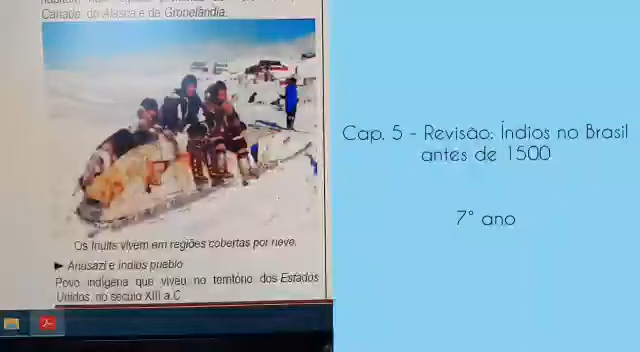 Canadá, do Alasca e da Groenlândia.
Os Inuits vivem em regiões cobertas por neve.
► Anasazi e índios pueblo
Povo indígena que viveu no território dos Estados
Unidos, no século XIII a.C
Cap. 5 - Revisão: Índios no Brasil
antes de 1500
7° ano